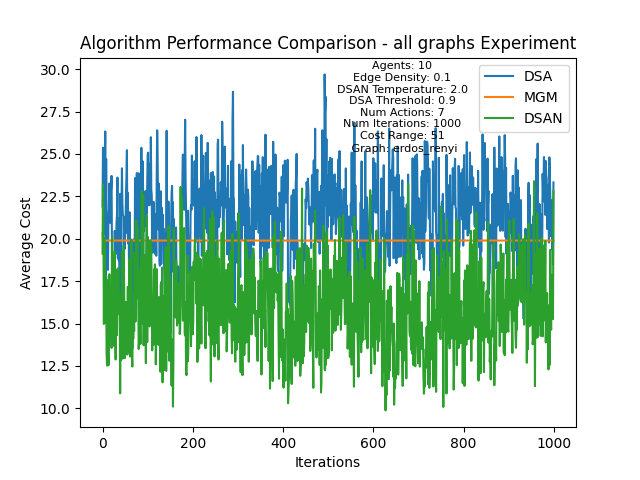 Algorithm Performance Comparison - all graphs Experiment
Agents: 10
Edge Density: 0.1
DSAN Temperature: 2.0
DSA Threshold: 0.9
Num Actions: 7
Num Iterations: 1000
Cost Range: 51
Graph: erdos_renyi
DSA
MGM
DSAN
Average Cost
30.0
27.5
25.0
22.5
20.0
17.5
15.0
12.5
10.0
0
200
400
600
800
1000
Iterations